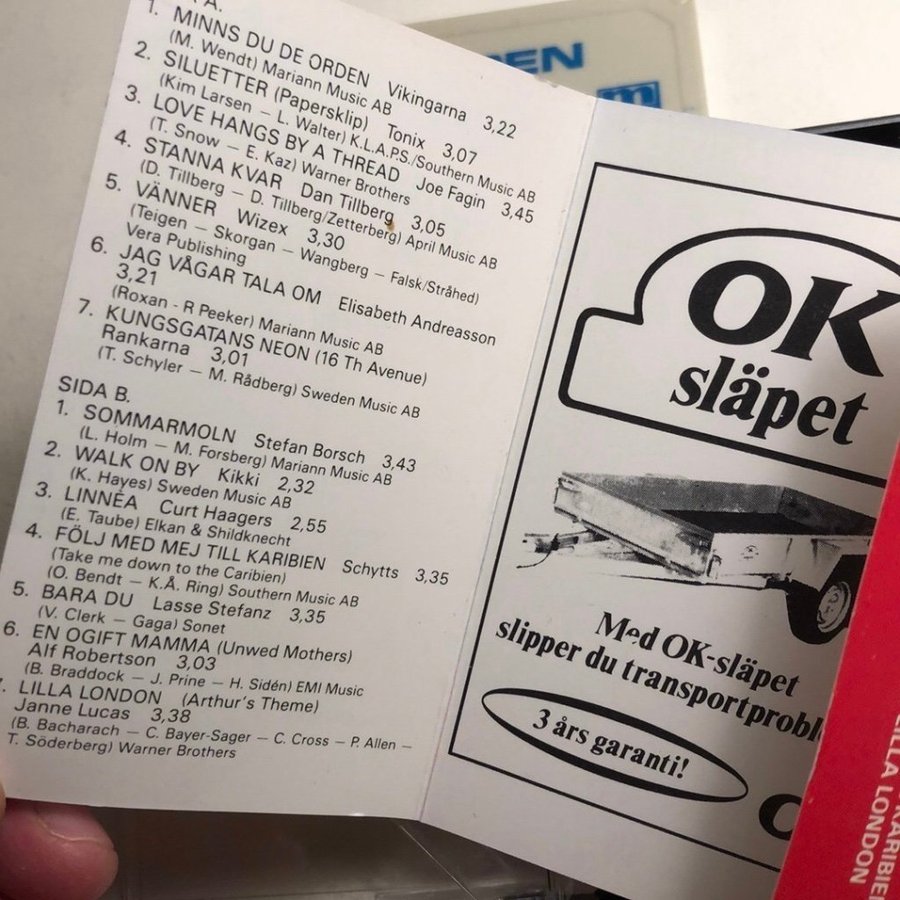 A.
1. MINNS DU DE ORDEN Vikingarna 3,22
(M. Wendt) Mariann Music AB
2. SILUETTER (Papersklip) Tonix 3,07
(Kim Larsen – L. Walter) K.L.A.P.S./Southern Music AB
3. LOVE HANGS BY A THREAD Joe Fagin 3,45
(T. Snow – E. Kaz) Warner Brothers
4. STANNA KVAR Dan Tillberg 3,05
(D. Tillberg – D. Tillberg/Zetterberg) April Music AB
5. VÄNNER Wizex 3,30
(Teigen – Skorgan – Wangberg – Falsk/Stråhed)
Vera Publishing
6. JAG VÅGAR TALA OM Elisabeth Andreasson
3,21
(Roxan - R Peeker) Mariann Music AB
7. KUNGSGATANS NEON (16 Th Avenue)
Rankarna 3,01
(T. Schyler – M. Rådberg) Sweden Music AB
SIDA B.
1. SOMMARMOLN Stefan Borsch 3,43
(L. Holm – M. Forsberg) Mariann Music AB
2. WALK ON BY Kikki 2,32
(K. Hayes) Sweden Music AB
3. LINNÉA Curt Haagers 2,55
(E. Taube) Elkan & Shildknecht
4. FÖLJ MED MEJ TILL KARIBIEN Schytts 3,35
(Take me down to the Caribien)
(O. Bendt – K.Å. Ring) Southern Music AB
5. BARA DU Lasse Stefanz 3,35
(V. Clerk – Gaga) Sonet
6. EN OGIFT MAMMA (Unwed Mothers)
Alf Robertson 3,03
(B. Braddock – J. Prine – H. Sidén) EMI Music
7. LILLA LONDON (Arthur's Theme)
Janne Lucas 3,38
(B. Bacharach – C. Bayer-Sager – C. Cross – P. Allen –
T. Söderberg) Warner Brothers
EN
m
OK
släpet
Med OK-släpet
slipper du transportprobl
3 års garanti!
KARIBIE
LILLA LONDON